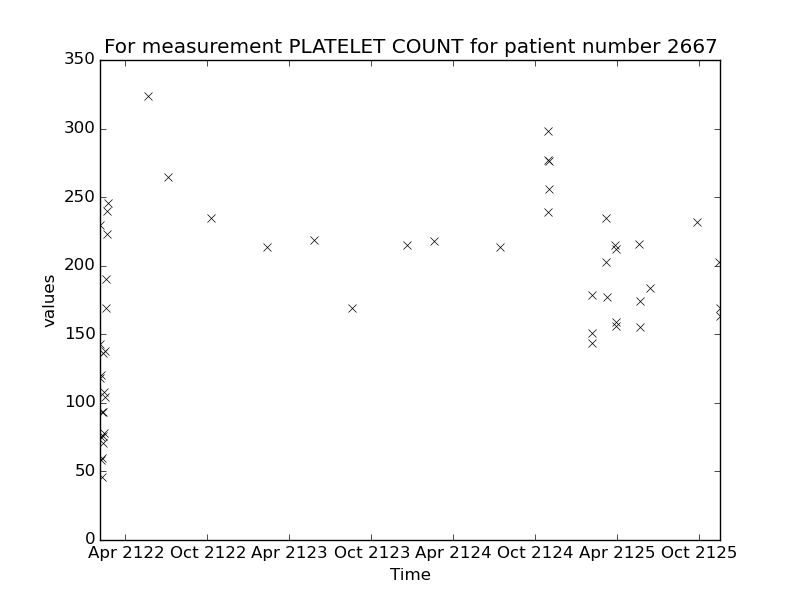 For measurement PLATELET COUNT for patient number 2667
350
300
250
200
150
100
50
0
values
Apr 2122 Oct 2122 Apr 2123 Oct 2123 Apr 2124 Oct 2124 Apr 2125 Oct 2125
Time